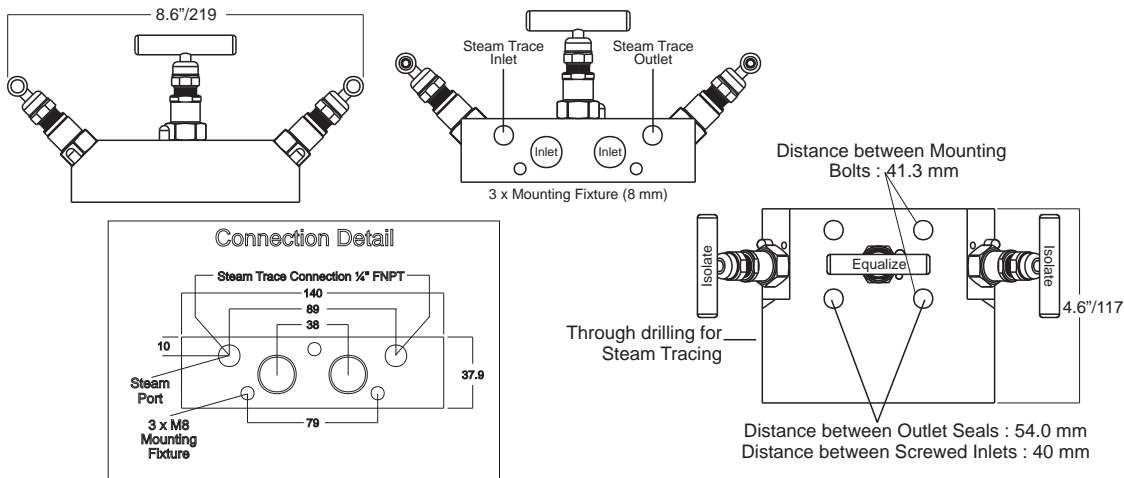 8.6"/219
Steam Trace
Inlet
Steam Trace
Outlet
Inlet
Inlet
3 x Mounting Fixture (8 mm)
Distance between Mounting
Bolts : 41.3 mm
Isolate
Equalize
Isolate
4.6"/117
Through drilling for
Steam Tracing
Distance between Outlet Seals : 54.0 mm
Distance between Screwed Inlets : 40 mm
Connection Detail
Steam Trace Connection ¼" FNPT
140
89
38
10
37.9
Steam
Port
79
3 x M8
Mounting
Fixture